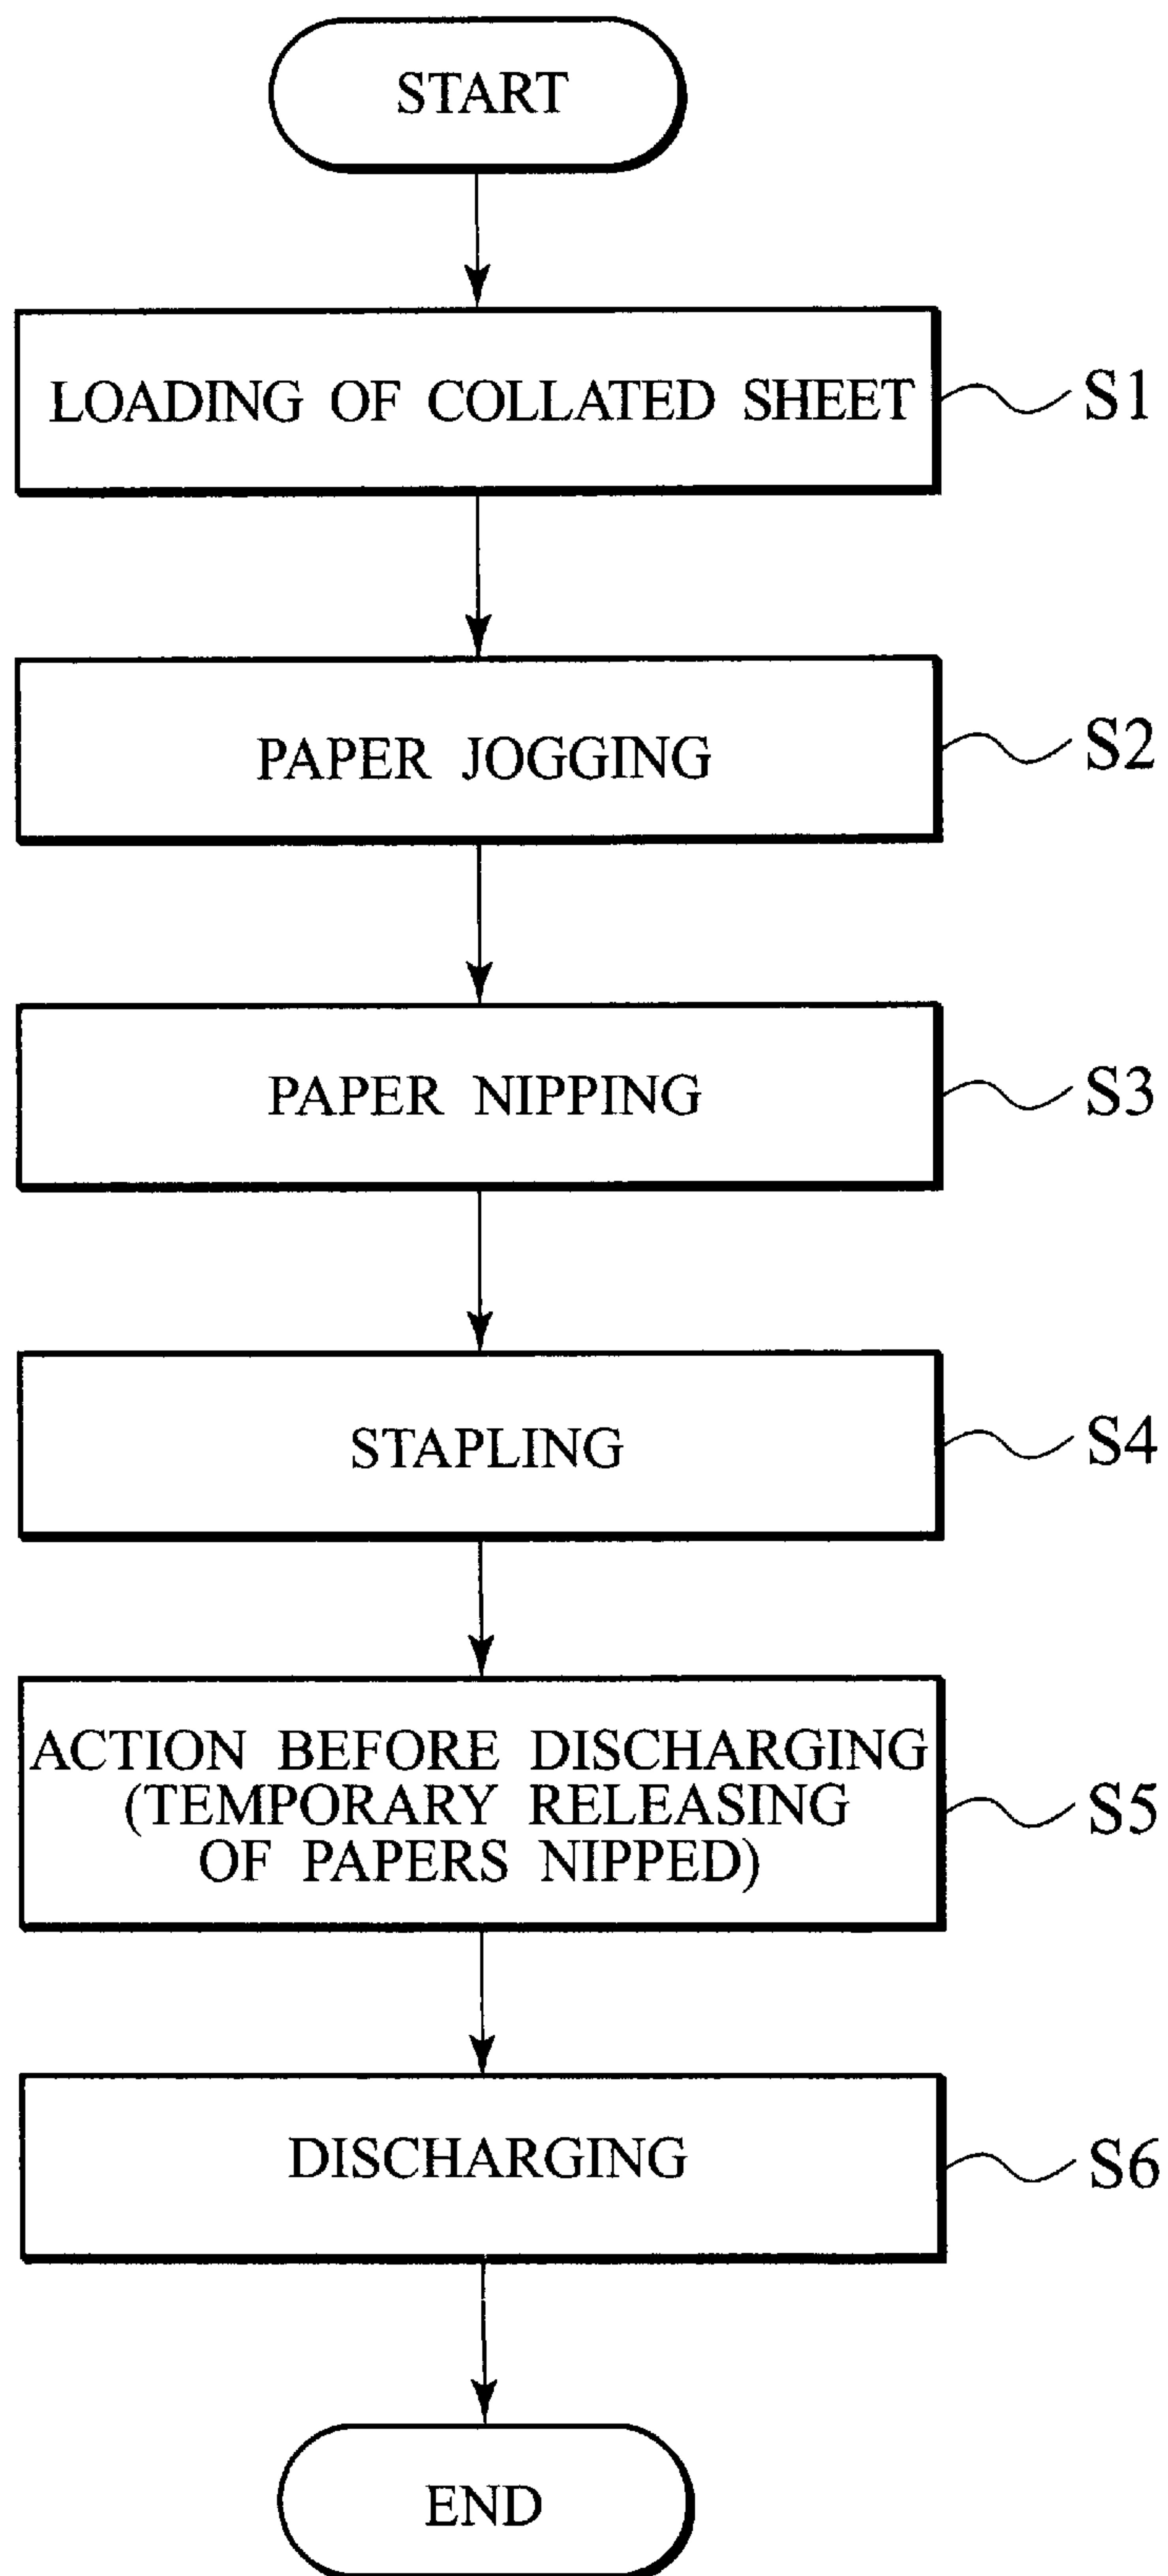 START
LOADING OF COLLATED SHEET
S1
PAPER JOGGING
S2
PAPER NIPPING
S3
STAPLING
S4
ACTION BEFORE DISCHARGING
(TEMPORARY RELEASING
OF PAPERS NIPPED)
S5
DISCHARGING
S6
END